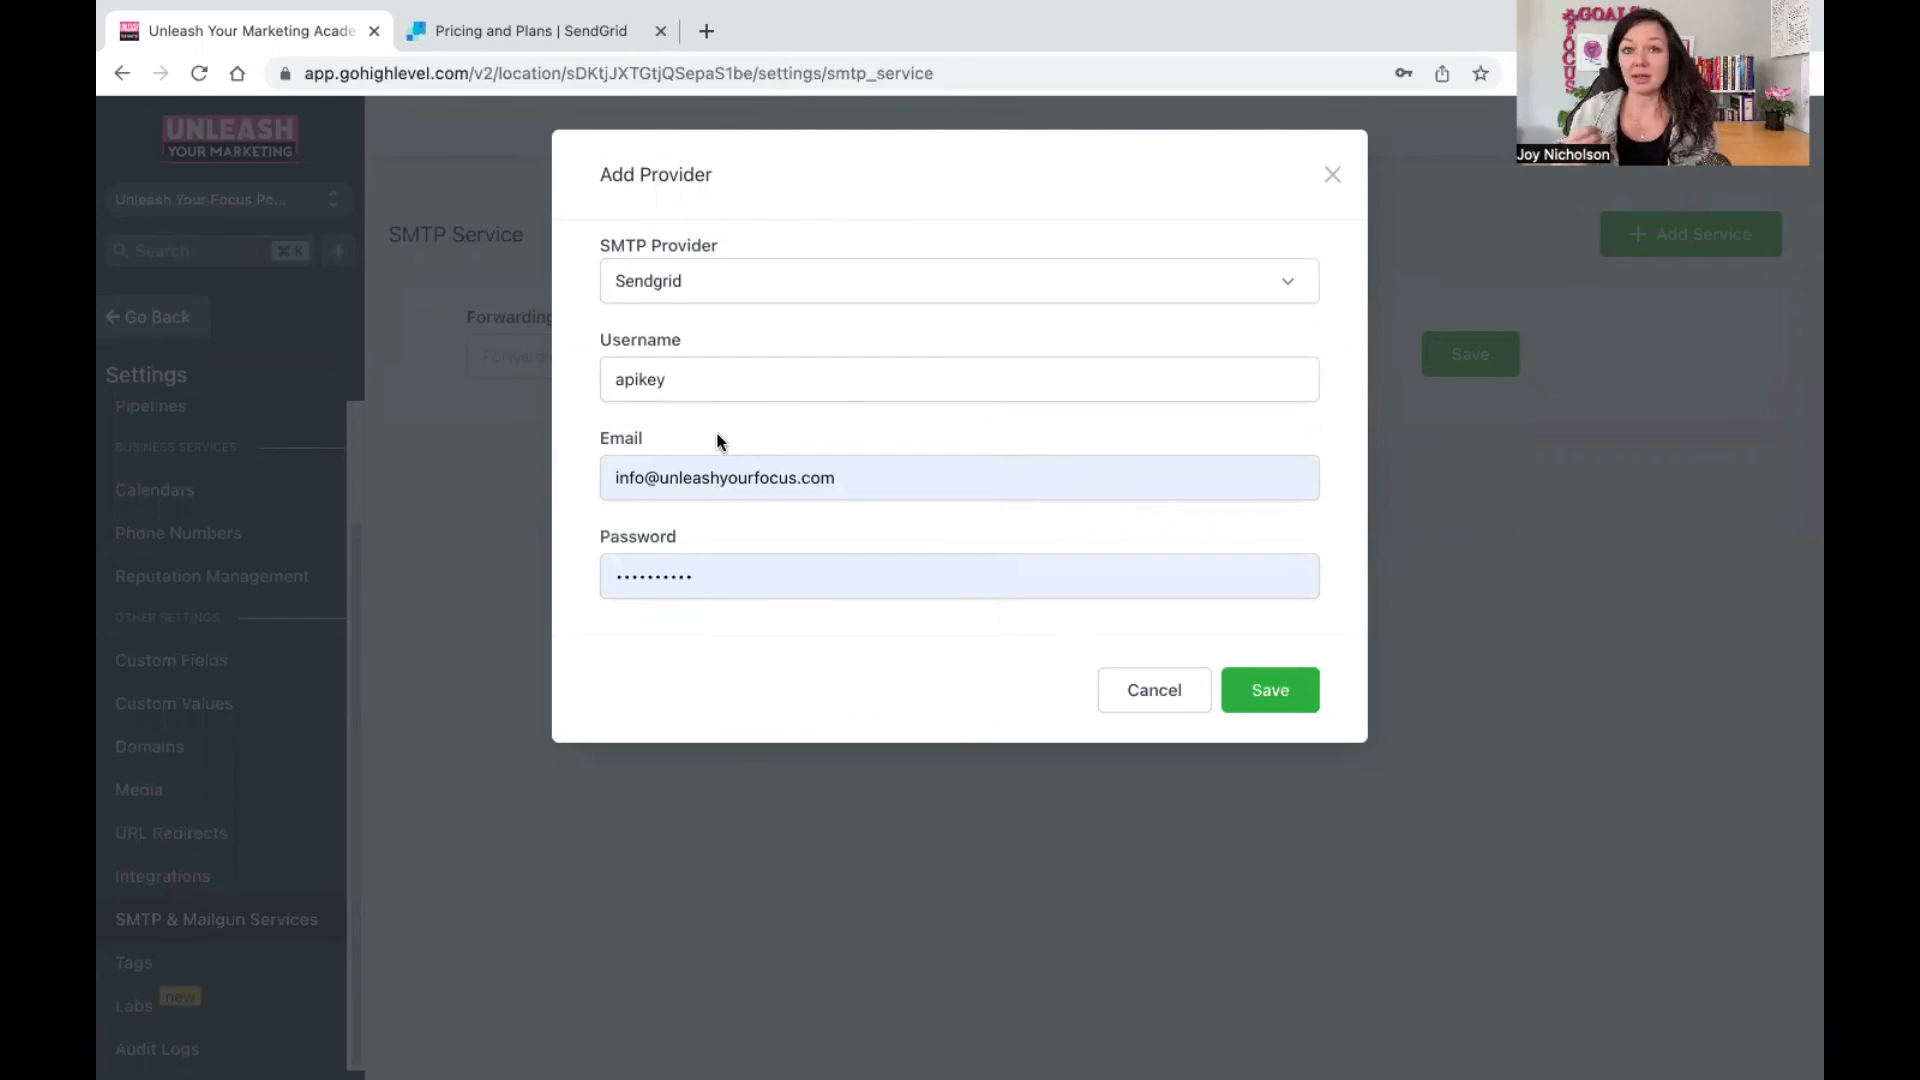 Unleash Your Marketing Acade
Pricing and Plans | SendGrid
app.gohighlevel.com/v2/location/sDKtjJXTGtjQSepaS1be/settings/smtp_service
GOALS
FOCUS
Joy Nicholson
UNLEASH
YOUR MARKETING
Unleash Your Focus Pc...
Search
⌘ K
Go Back
Settings
Pipelines
BUSINESS SERVICES
Calendars
Phone Numbers
Reputation Management
OTHER SETTINGS
Custom Fields
Custom Values
Domains
Media
URL Redirects
Integrations
SMTP & Mailgun Services
Tags
Labs new
Audit Logs
SMTP Service
+ Add Service
Forwarding
Save
Add Provider
SMTP Provider
Sendgrid
Username
apikey
Email
info@unleashyourfocus.com
Password
••••••••••
Cancel
Save